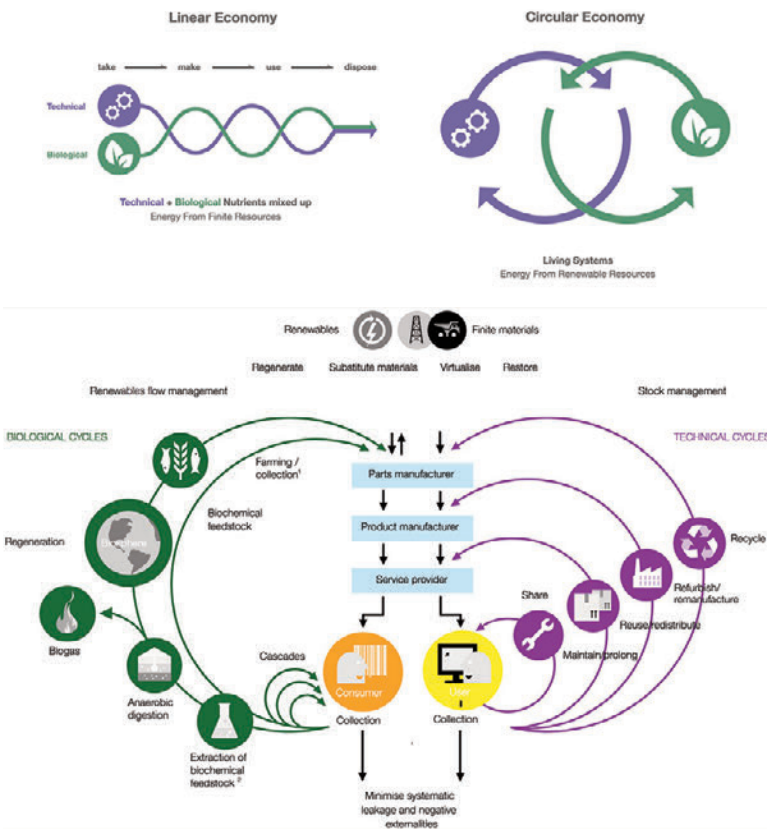 Linear Economy
Circular Economy
take
make
use
dispose
Technical
Biological
Technical + Biological Nutrients mixed up
Energy From Finite Resources
Living Systems
Energy From Renewable Resources
Renewables
Finite materials
Regenerate
Substitute materials
Virtualise
Restore
Renewables flow management
Stock management
BIOLOGICAL CYCLES
TECHNICAL CYCLES
Farming /
collection¹
Parts manufacturer
Biochemical
feedstock
Product manufacturer
Regeneration
Biosphere
Recycle
Service provider
Share
Refurbish/
remanufacture
Reuse/redistribute
Biogas
Maintain/prolong
Cascades
Anaerobic
digestion
Consumer
User
Collection
Collection
Extraction of
biochemical
feedstock ²
Minimise systematic
leakage and negative
externalities